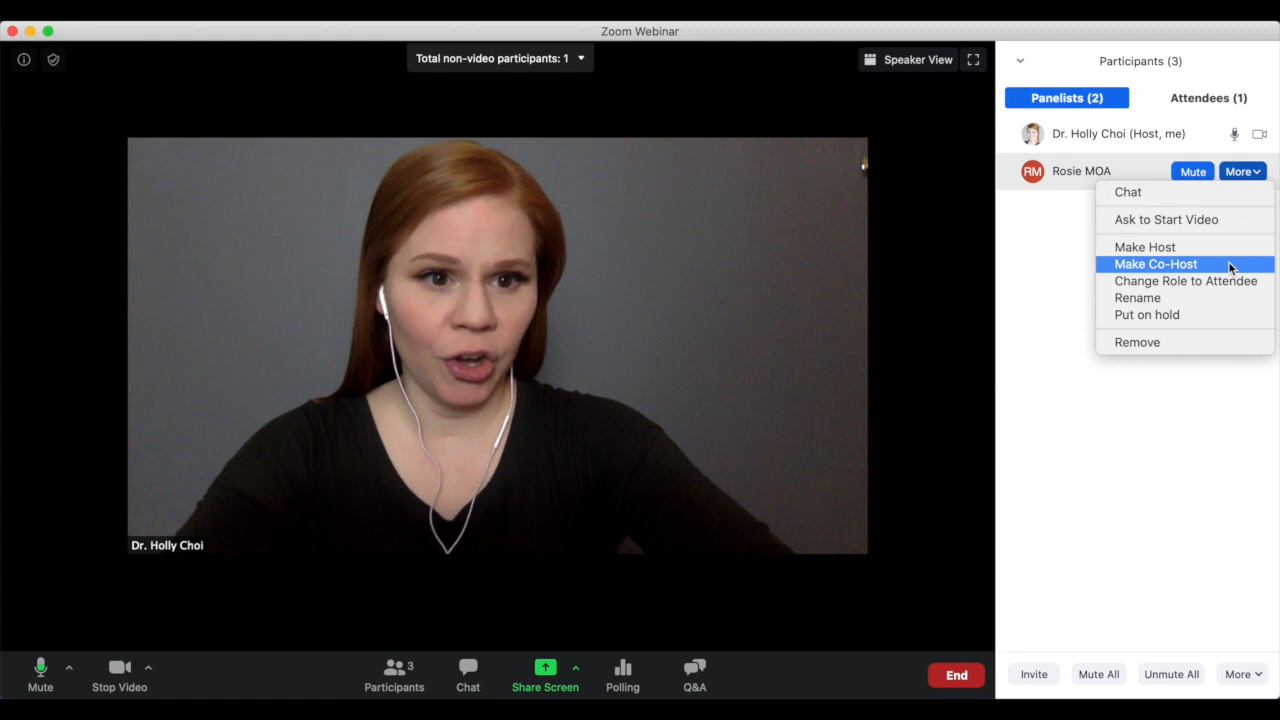 Zoom Webinar
Total non-video participants: 1
Speaker View
Participants (3)
Panelists (2)
Attendees (1)
Dr. Holly Choi (Host, me)
RM
Rosie MOA
Mute
More
Chat
Ask to Start Video
Make Host
Make Co-Host
Change Role to Attendee
Rename
Put on hold
Remove
Dr. Holly Choi
Mute
Stop Video
3
Participants
Chat
Share Screen
Polling
Q&A
End
Invite
Mute All
Unmute All
More